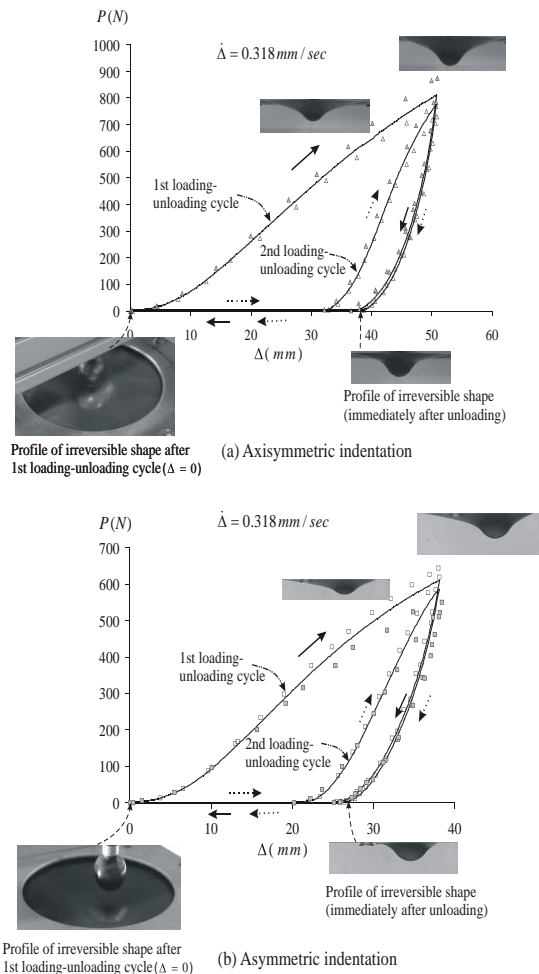 P(N)
Δ̇ = 0.318mm / sec
1000
900
800
700
600
500
400
300
200
100
0
1st loading-
unloading cycle
2nd loading-
unloading cycle
0 10 20 30 40 50 60
Δ(mm)
Profile of irreversible shape
(immediately after unloading)
Profile of irreversible shape after
1st loading-unloading cycle(Δ = 0)
(a) Axisymmetric indentation
P(N)
Δ̇ = 0.318mm / sec
700
600
500
400
300
200
100
0
1st loading-
unloading cycle
2nd loading-
unloading cycle
0 10 20 30 40
Δ(mm)
Profile of irreversible shape
(immediately after unloading)
Profile of irreversible shape after
1st loading-unloading cycle(Δ = 0)
(b) Asymmetric indentation